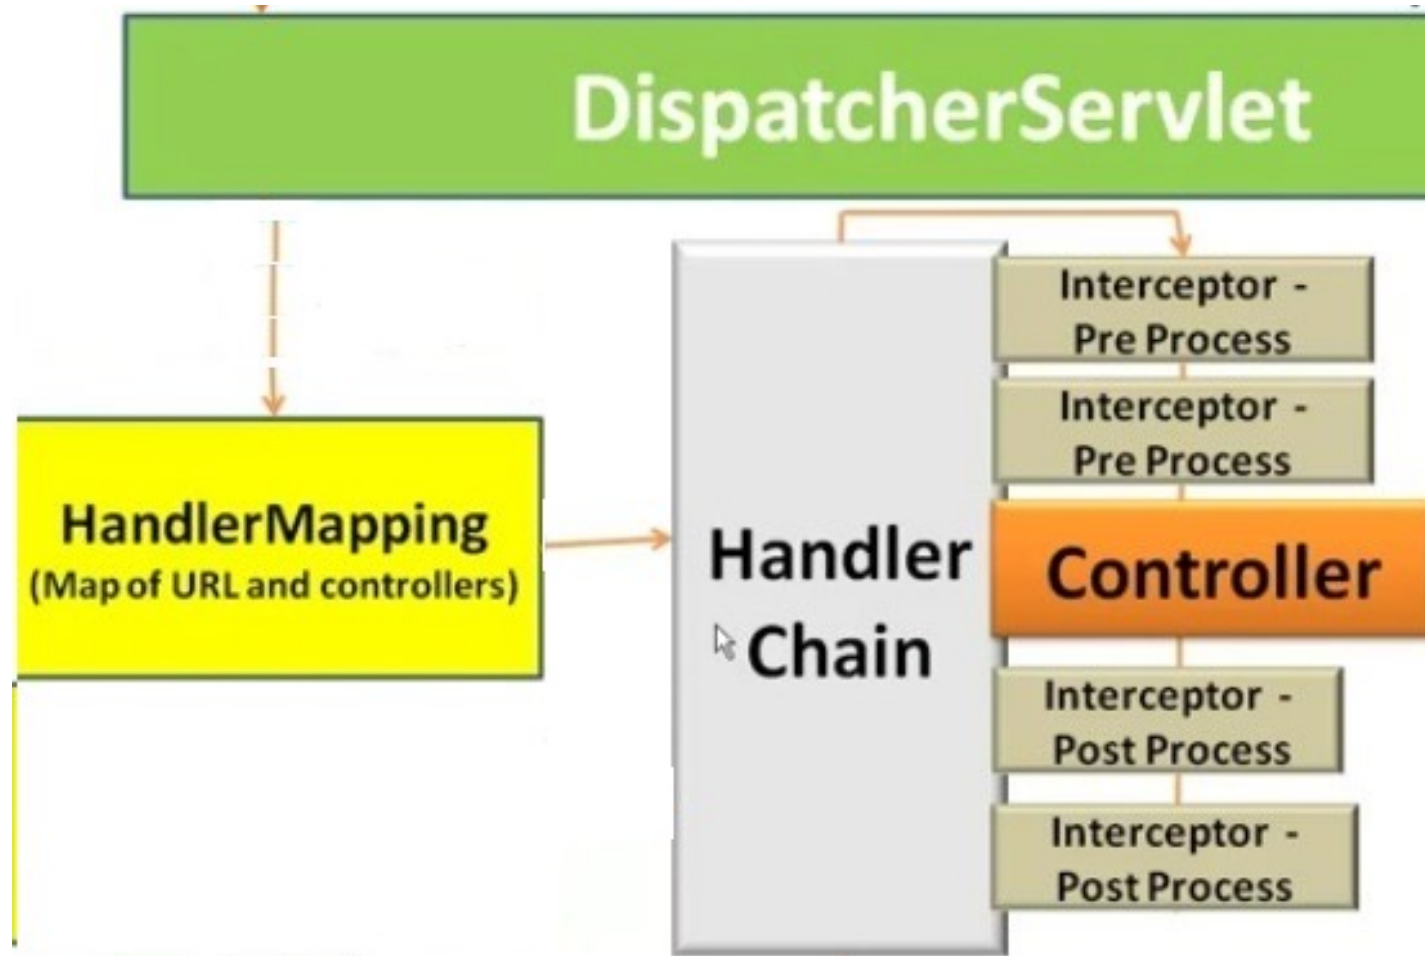 DispatcherServlet
HandlerMapping
(Map of URL and controllers)
Handler
Chain
Interceptor -
Pre Process
Interceptor -
Pre Process
Controller
Interceptor -
Post Process
Interceptor -
Post Process